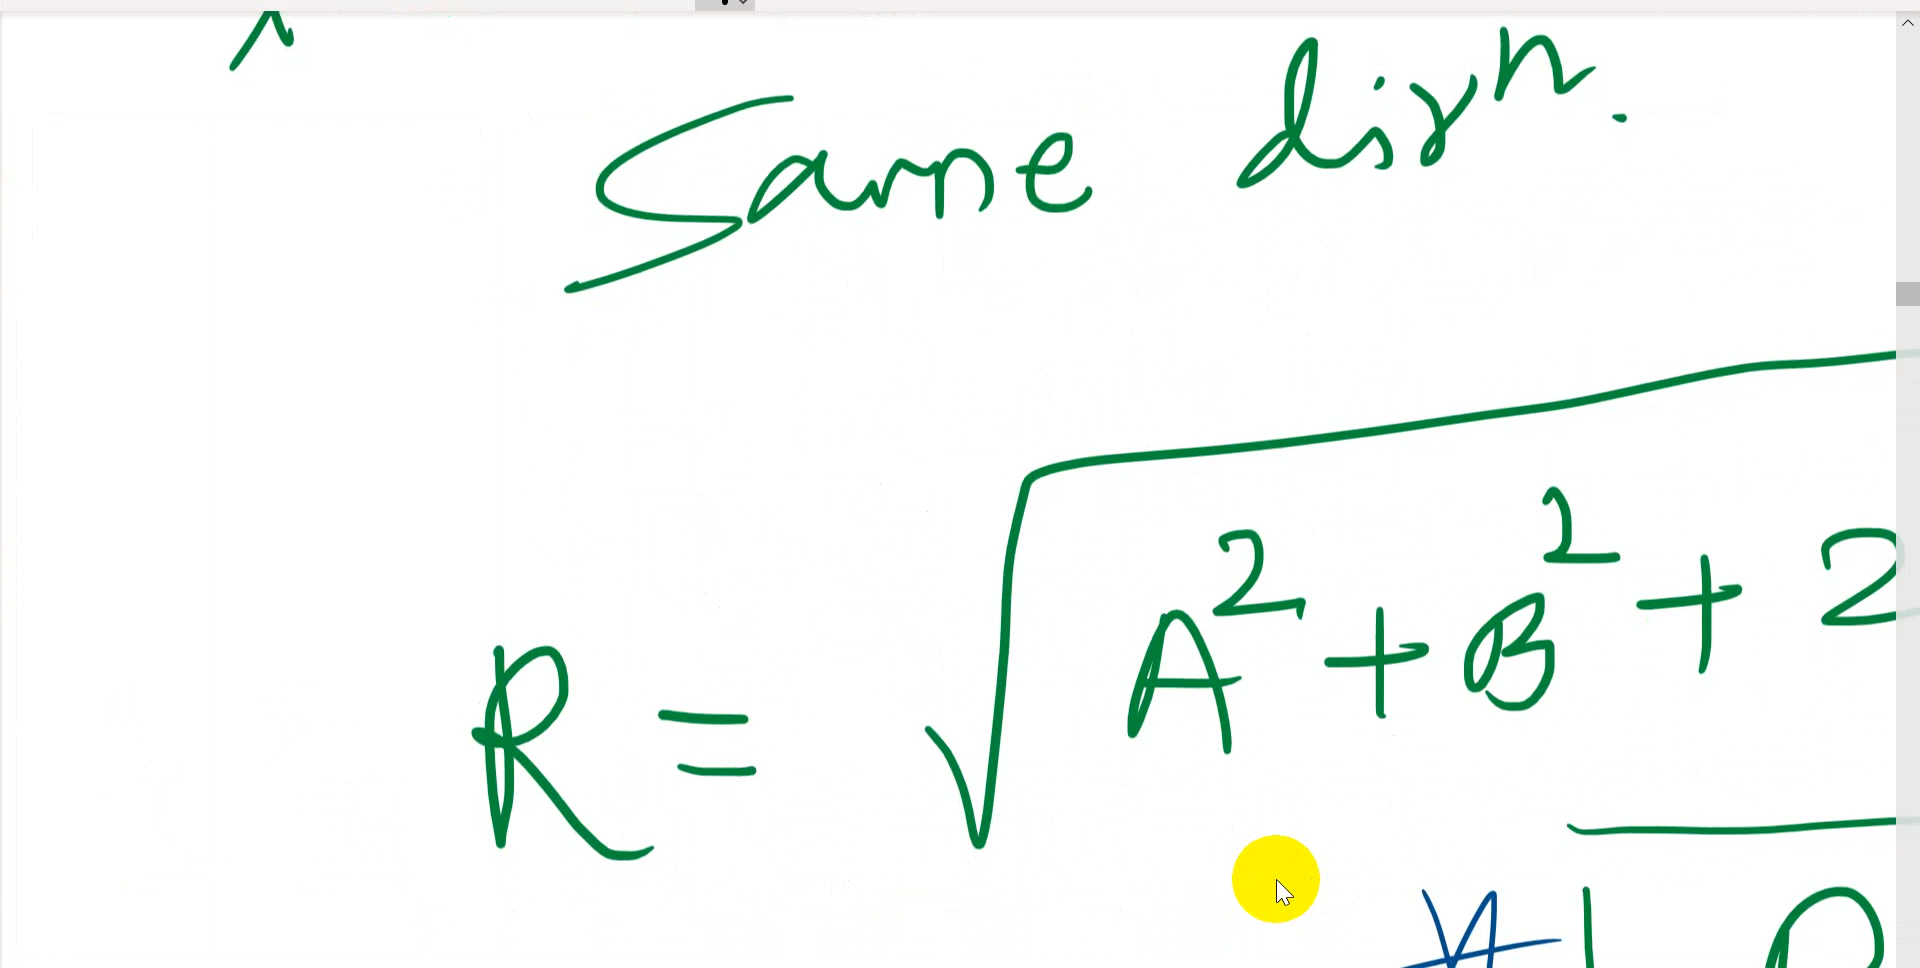 Same dirⁿ.
R = √A² + B² + 2